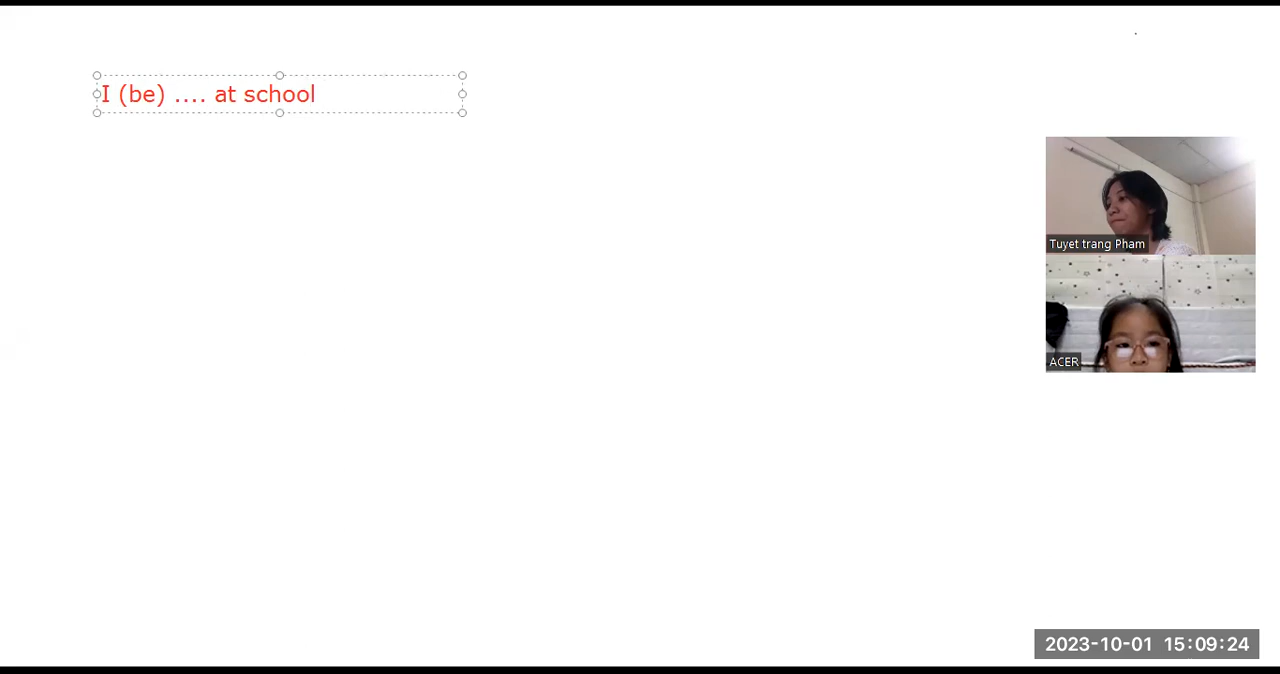 I (be) .... at school
Tuyet trang Pham
ACER
2023-10-01 15:09:24